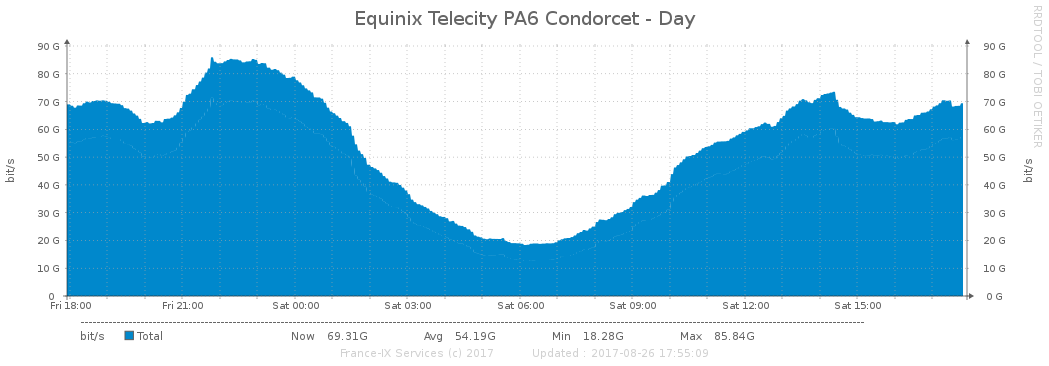 Equinix Telecity PA6 Condorcet - Day
RRDTOOL / TOBI OETIKER
90 G 90 G
80 G 80 G
70 G 70 G
60 G 60 G
50 G 50 G
40 G 40 G
30 G 30 G
20 G 20 G
10 G 10 G
0 0 G
bit/s
bit/s
Fri 18:00 Fri 21:00 Sat 00:00 Sat 03:00 Sat 06:00 Sat 09:00 Sat 12:00 Sat 15:00
bit/s Total Now 69.31G Avg 54.19G Min 18.28G Max 85.84G
France-IX Services (c) 2017 Updated : 2017-08-26 17:55:09